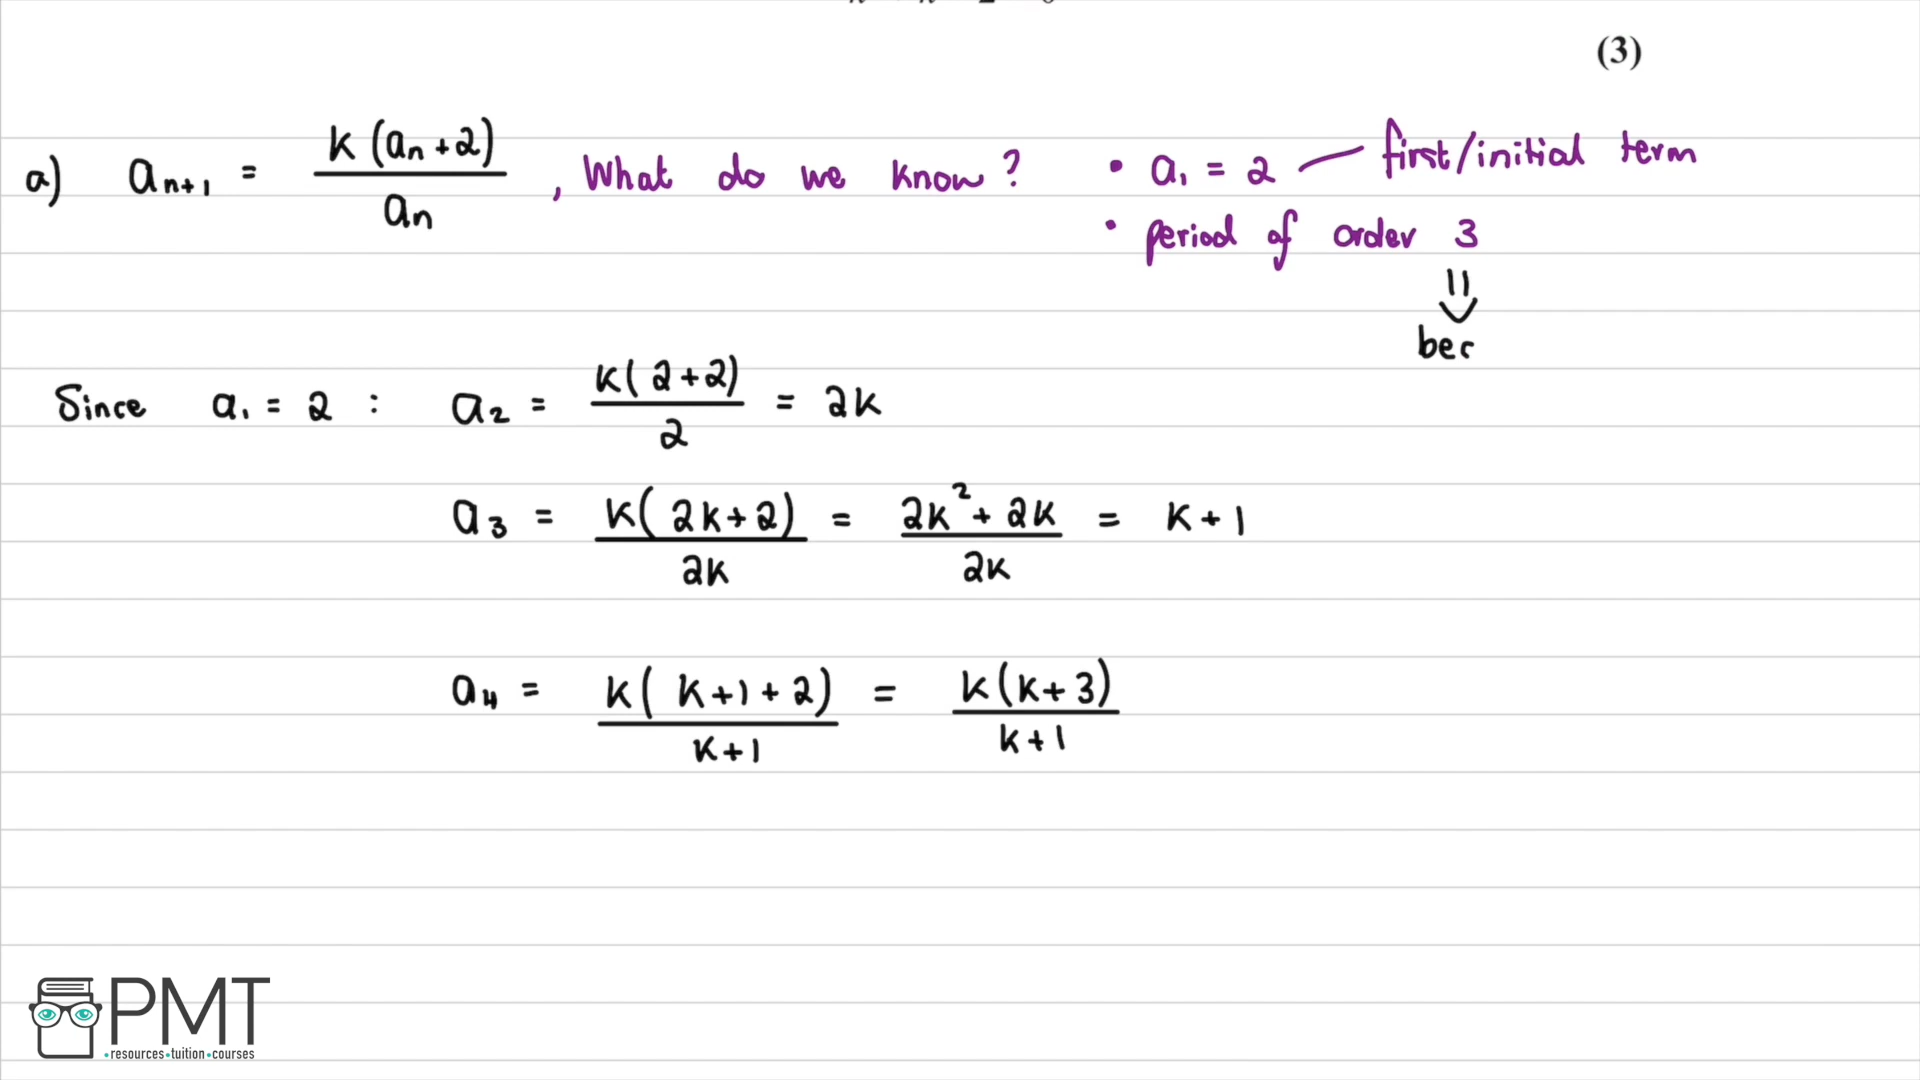 (3)
a) aₙ₊₁ = k(aₙ+2)/aₙ , What do we know? • a₁ = 2 — first/initial term
• period of order 3
⇓
bec
Since a₁ = 2 : a₂ = k(2+2)/2 = 2k
a₃ = k(2k+2)/2k = 2k²+2k/2k = k+1
a₄ = k(k+1+2)/k+1 = k(k+3)/k+1
PMT
•resources•tuition•courses